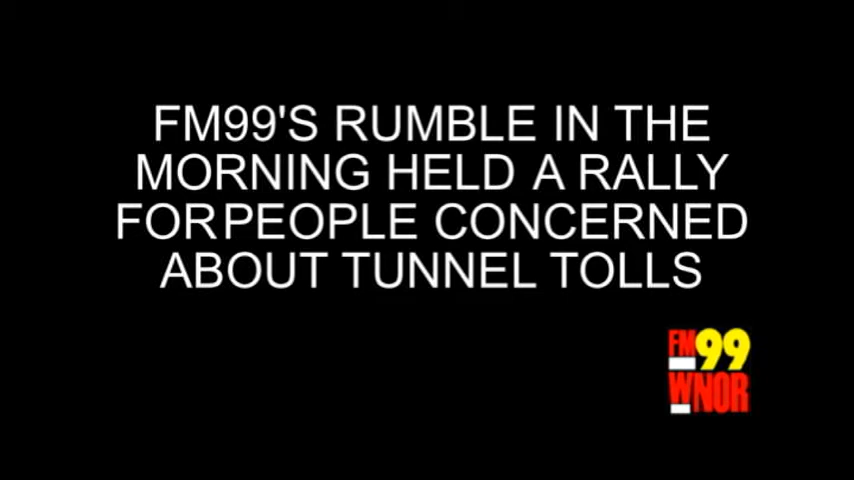 FM99'S RUMBLE IN THE
MORNING HELD A RALLY
FORPEOPLE CONCERNED
ABOUT TUNNEL TOLLS
FM99
WNOR